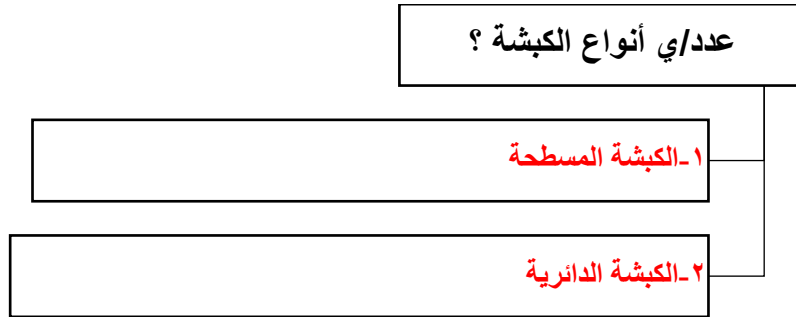 عدد/ي أنواع الكبشة ؟
١-الكبشة المسطحة
٢-الكبشة الدائرية